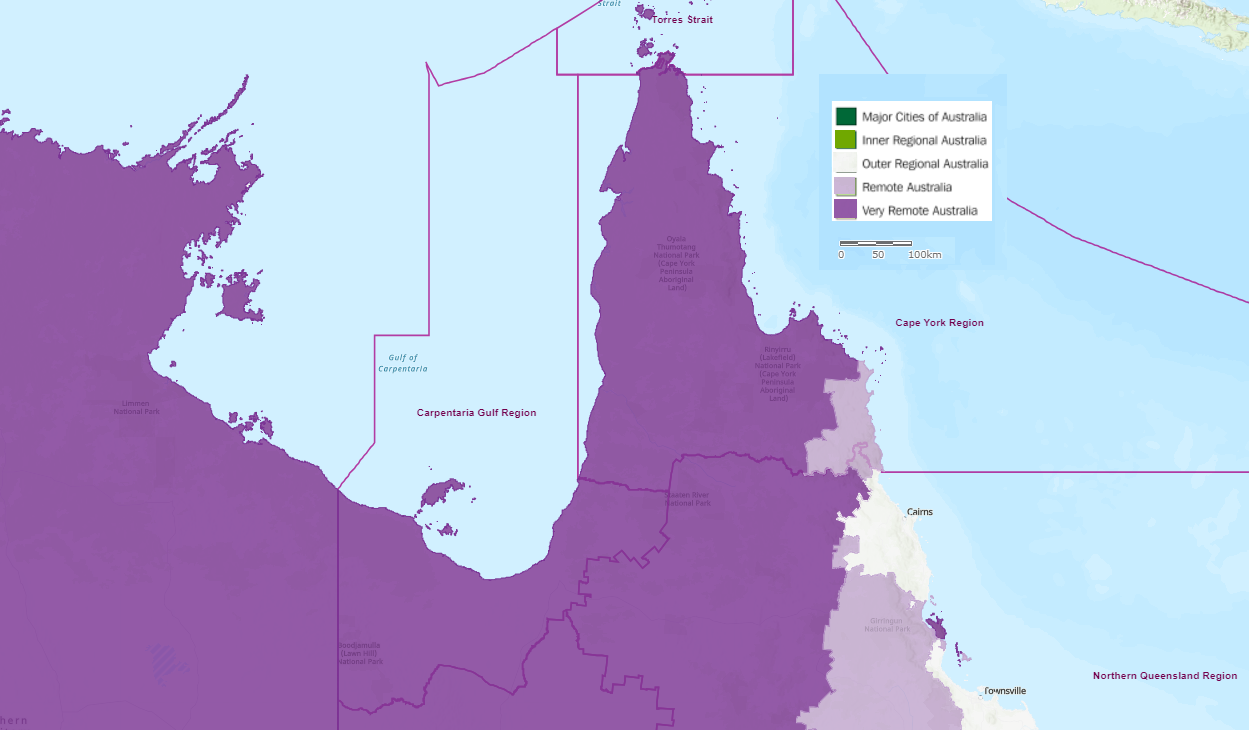 Strait
Torres Strait
Major Cities of Australia
Inner Regional Australia
Outer Regional Australia
Remote Australia
Very Remote Australia
0 50 100km
Oyala
Thumotang
National Park
(Cape York
Peninsula
Aboriginal
Land)
Cape York Region
Rinyirru
(Lakefield)
National Park
(Cape York
Peninsula
Aboriginal
Land)
Gulf of
Carpentaria
Limmen
National Park
Carpentaria Gulf Region
Staaten River
National Park
Cairns
Girringun
National Park
Boodjamulla
(Lawn Hill)
National Park
Northern Queensland Region
Townsville
hern